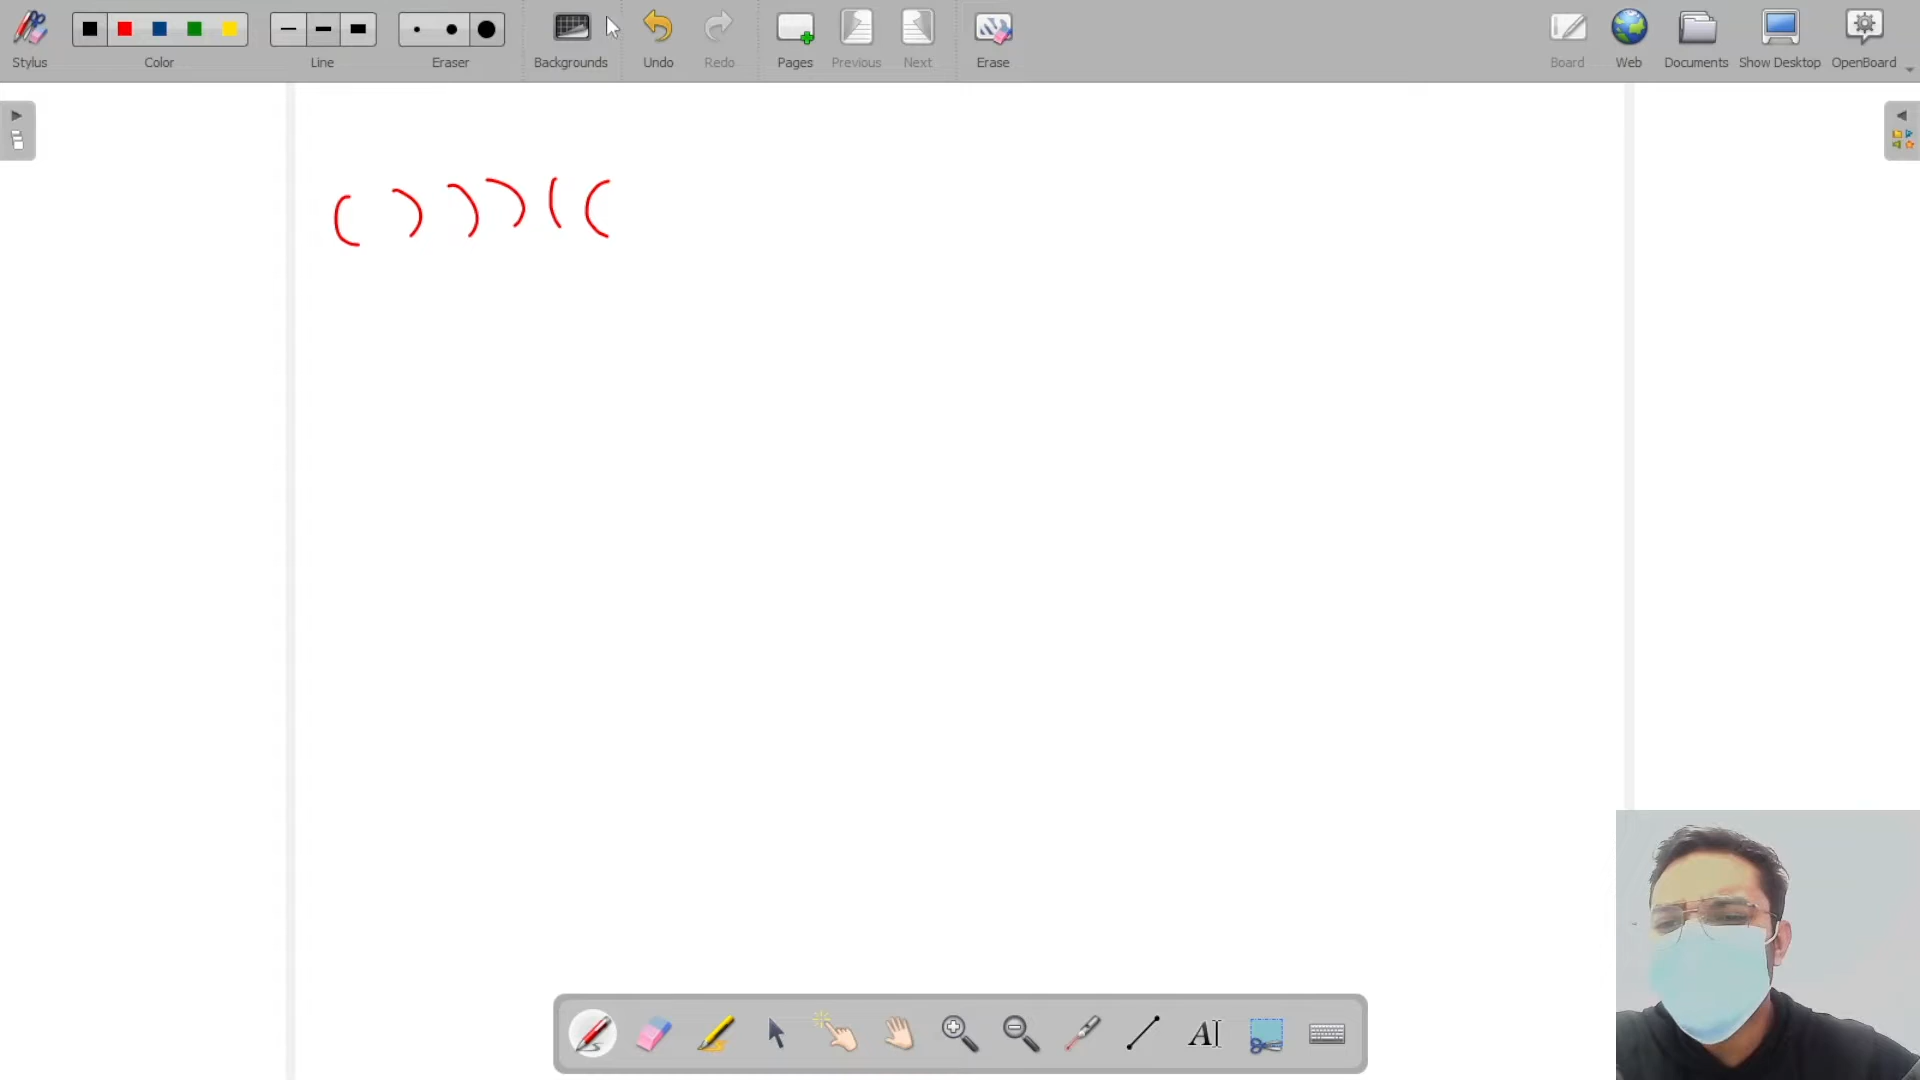 Stylus Color Line Eraser Backgrounds Undo Redo Pages Previous Next Erase Board Web Documents Show Desktop OpenBoard
( ) ) ) ( (
A